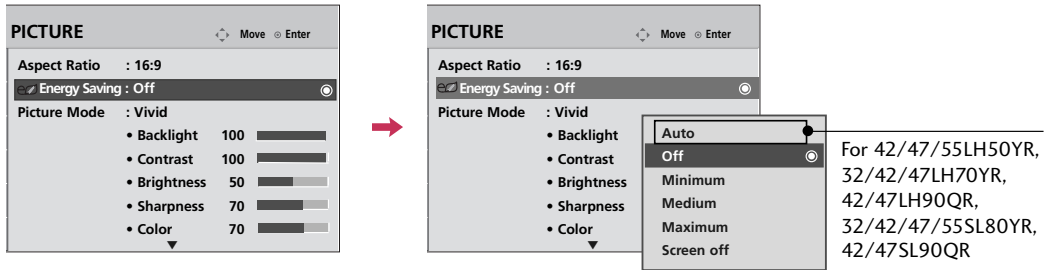 PICTURE
Move ⊙ Enter
Aspect Ratio : 16:9
Energy Saving : Off
Picture Mode : Vivid
• Backlight 100
• Contrast 100
• Brightness 50
• Sharpness 70
• Color 70
PICTURE
Move ⊙ Enter
Aspect Ratio : 16:9
Energy Saving : Off
Picture Mode : Vivid
• Backlight
• Contrast
• Brightness
• Sharpness
• Color
Auto
Off
Minimum
Medium
Maximum
Screen off
For 42/47/55LH50YR,
32/42/47LH70YR,
42/47LH90QR,
32/42/47/55SL80YR,
42/47SL90QR